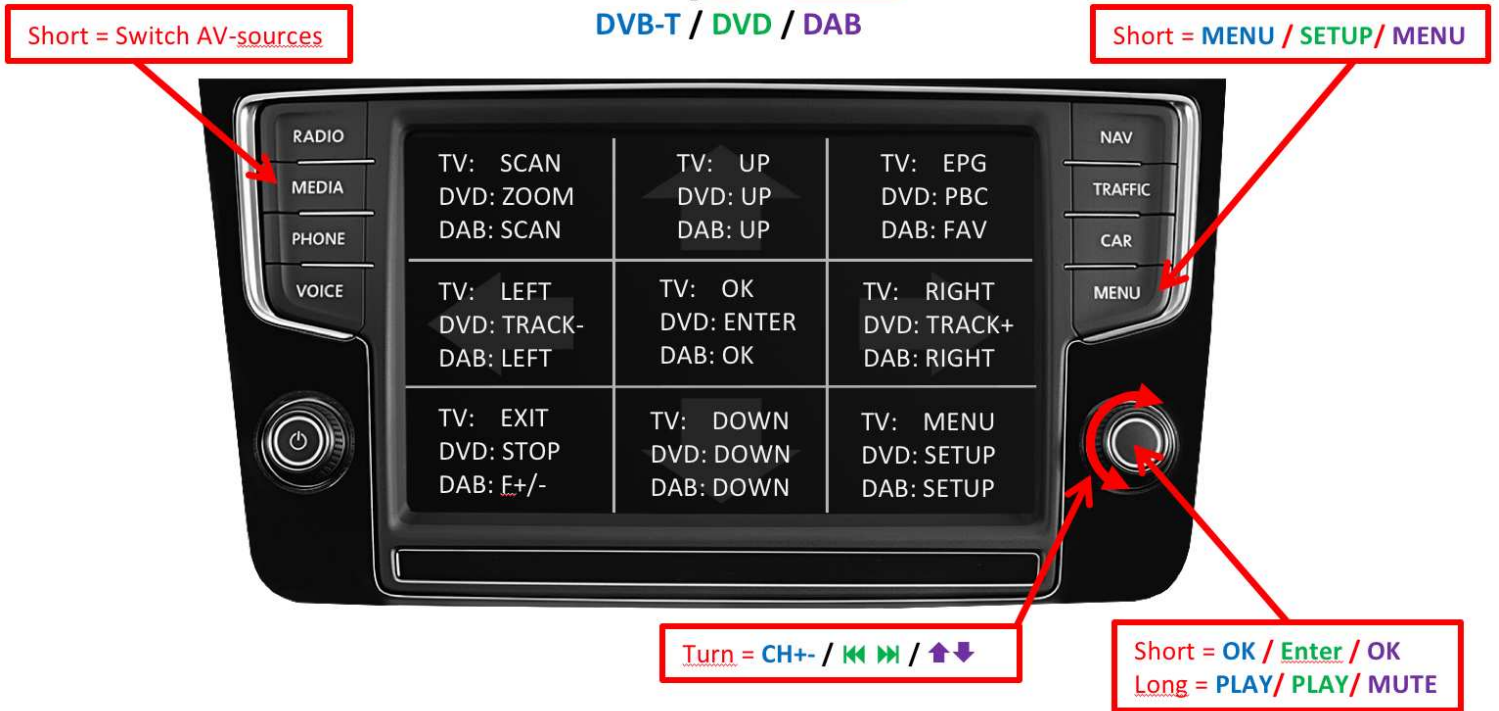 DVB-T / DVD / DAB
Short = Switch AV-sources
Short = MENU / SETUP/ MENU
RADIO
MEDIA
PHONE
VOICE
TV: SCAN
DVD: ZOOM
DAB: SCAN
TV: UP
DVD: UP
DAB: UP
TV: EPG
DVD: PBC
DAB: FAV
TV: LEFT
DVD: TRACK-
DAB: LEFT
TV: OK
DVD: ENTER
DAB: OK
TV: RIGHT
DVD: TRACK+
DAB: RIGHT
TV: EXIT
DVD: STOP
DAB: F+/-
TV: DOWN
DVD: DOWN
DAB: DOWN
TV: MENU
DVD: SETUP
DAB: SETUP
NAV
TRAFFIC
CAR
MENU
Turn = CH+- / ⏮ ⏭ / ⬆⬇
Short = OK / Enter / OK
Long = PLAY/ PLAY/ MUTE